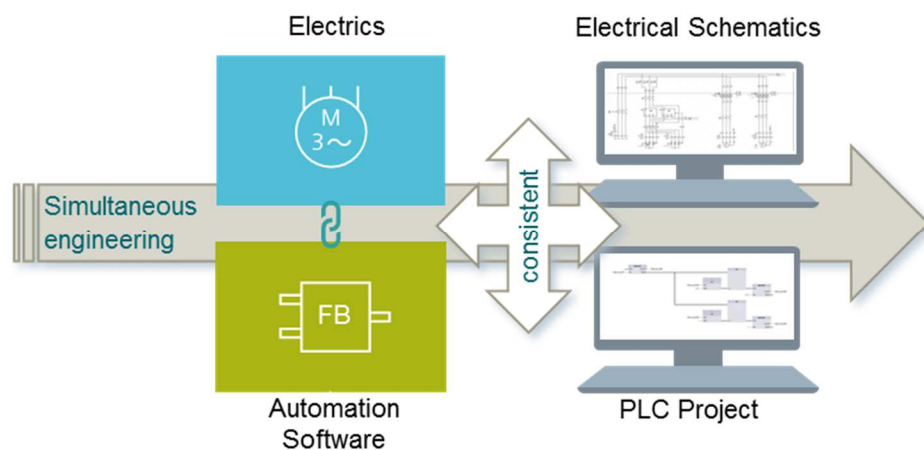 Electrics
Electrical Schematics
M
3～
Simultaneous
engineering
consistent
FB
Automation
Software
PLC Project